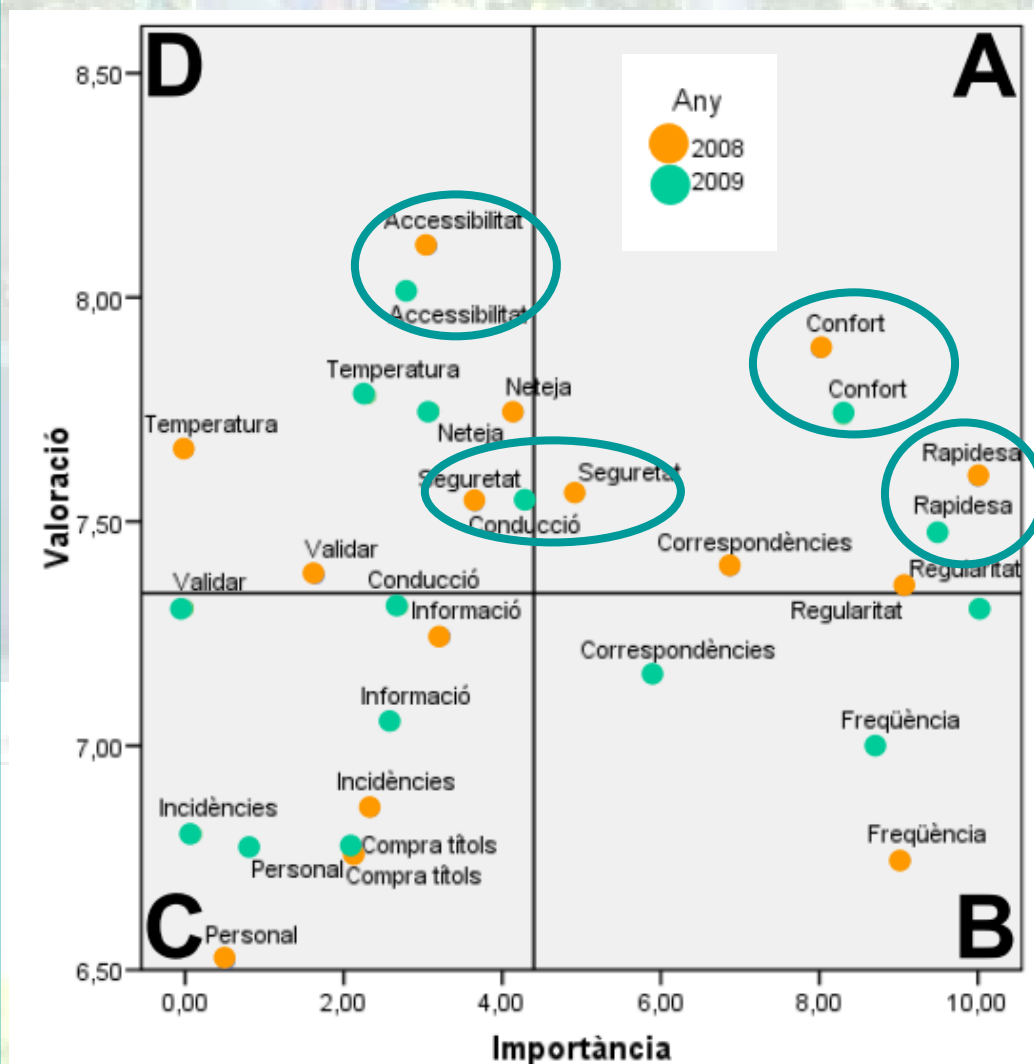 D
A
8,50
Any
2008
2009
Accessibilitat
8,00
Accessibilitat
Confort
Temperatura
Confort
Neteja
Temperatura
Neteja
Rapidesa
Seguretat
Seguretat
Rapidesa
7,50
Conducció
Correspondències
Validar
Regularitat
Validar
Conducció
Informació
Regularitat
Correspondències
Informació
Freqüència
7,00
Incidències
Incidències
Freqüència
Compra títols
Personal
Compra títols
C
B
Personal
6,50
0,00
2,00
4,00
6,00
8,00
10,00
Valoració
Importància